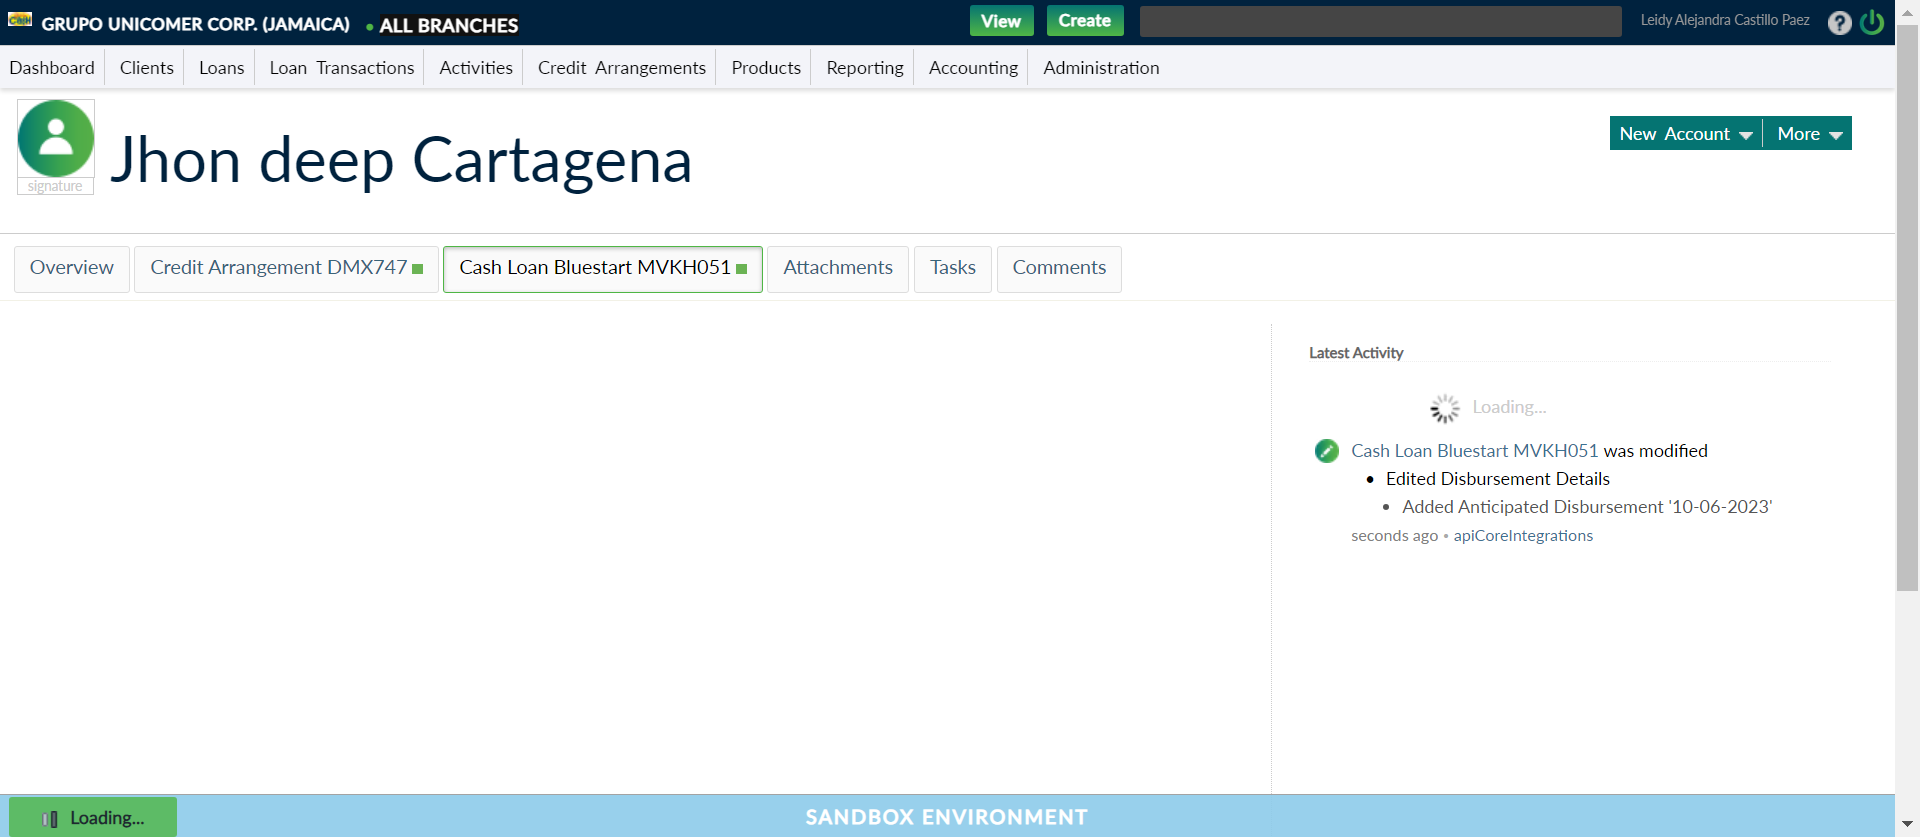 GRUPO UNICOMER CORP. (JAMAICA) • ALL BRANCHES View Create Leidy Alejandra Castillo Paez ?
Dashboard Clients Loans Loan Transactions Activities Credit Arrangements Products Reporting Accounting Administration
Jhon deep Cartagena
signature
New Account More
Overview Credit Arrangement DMX747 Cash Loan Bluestart MVKH051 Attachments Tasks Comments
Latest Activity
Loading...
Cash Loan Bluestart MVKH051 was modified
• Edited Disbursement Details
• Added Anticipated Disbursement '10-06-2023'
seconds ago • apiCoreIntegrations
Loading...
SANDBOX ENVIRONMENT